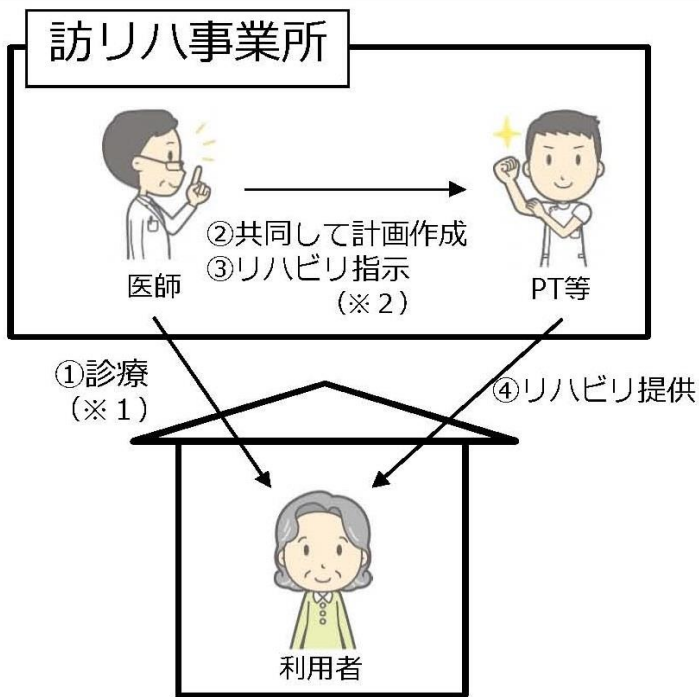 訪リハ事業所
②共同して計画作成
③リハビリ指示
（※２）
医師
PT等
①診療
（※１）
④リハビリ提供
利用者